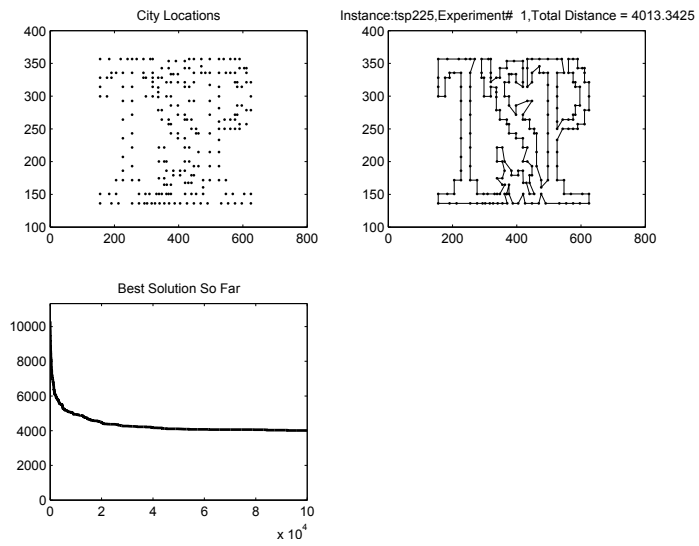 City Locations
400
350
300
250
200
150
100
0 200 400 600 800
Instance:tsp225,Experiment# 1,Total Distance = 4013.3425
400
350
300
250
200
150
100
0 200 400 600 800
Best Solution So Far
10000
8000
6000
4000
2000
0
0 2 4 6 8 10
x 10^4